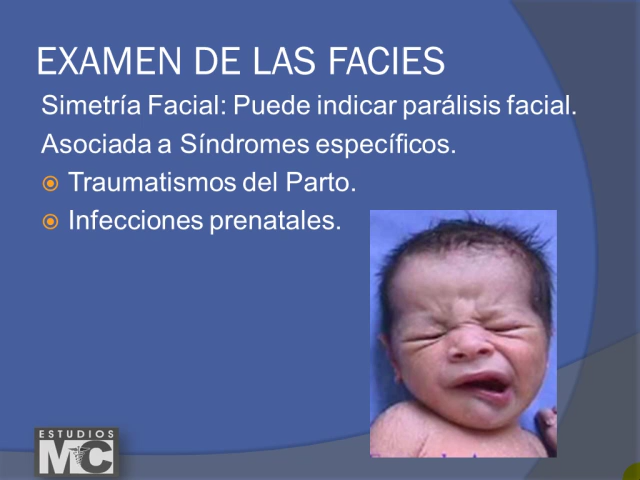 EXAMEN DE LAS FACIES
Simetría Facial: Puede indicar parálisis facial.
Asociada a Síndromes específicos.
Traumatismos del Parto.
Infecciones prenatales.
ESTUDIOS
MC